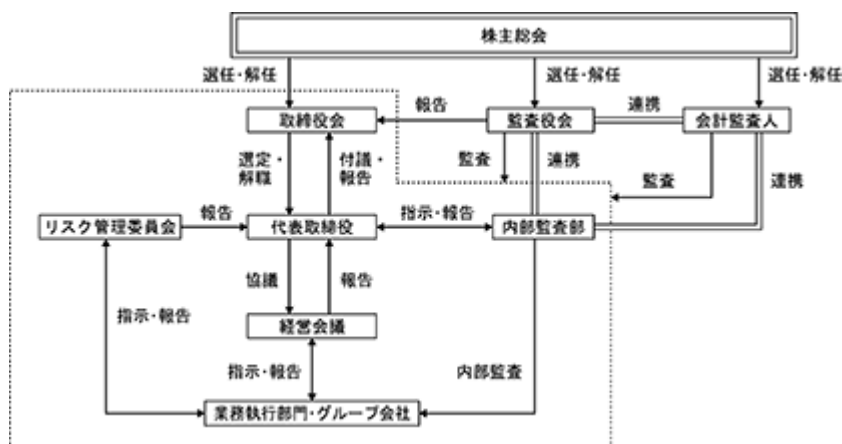 株主総会
選任・解任
選任・解任
選任・解任
取締役会
報告
監査役会
連携
会計監査人
選定・
解職
付議・
報告
監査
連携
監査
連携
リスク管理委員会
報告
代表取締役
指示・報告
内部監査部
協議
報告
指示・報告
経営会議
指示・報告
内部監査
業務執行部門・グループ会社